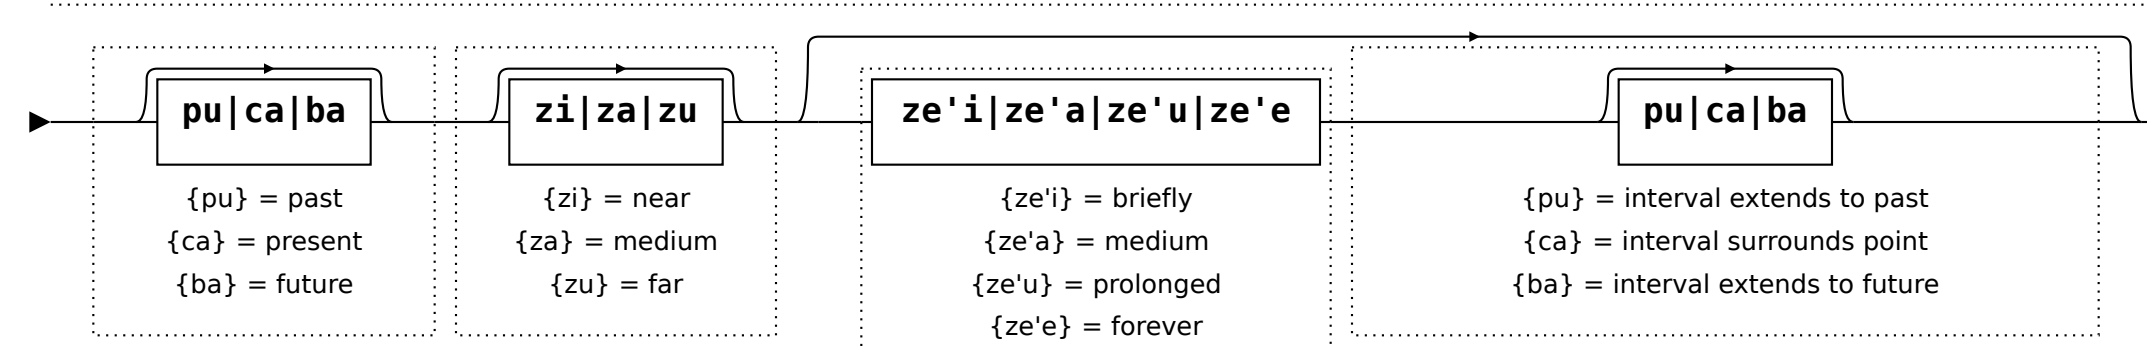 pu|ca|ba
{pu} = past
{ca} = present
{ba} = future
zi|za|zu
{zi} = near
{za} = medium
{zu} = far
ze'i|ze'a|ze'u|ze'e
{ze'i} = briefly
{ze'a} = medium
{ze'u} = prolonged
{ze'e} = forever
pu|ca|ba
{pu} = interval extends to past
{ca} = interval surrounds point
{ba} = interval extends to future